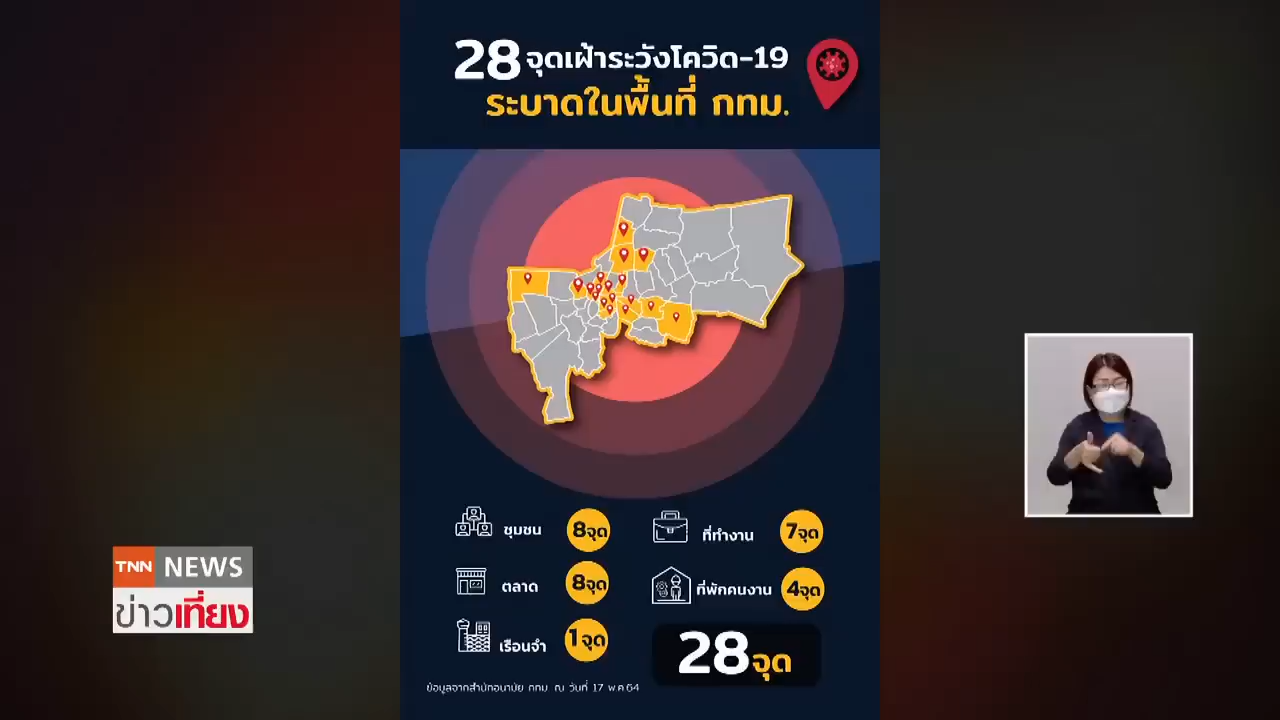 28 จุดเฝ้าระวังโควิด-19
ระบาดในพื้นที่ กทม.
ชุมชน 8จุด
ที่ทำงาน 7จุด
ตลาด 8จุด
ที่พักคนงาน 4จุด
เรือนจำ 1จุด
28จุด
ข้อมูลจากสำนักอนามัย กทม. ณ วันที่ 17 พ.ค.64
TNN NEWS
ข่าวเที่ยง